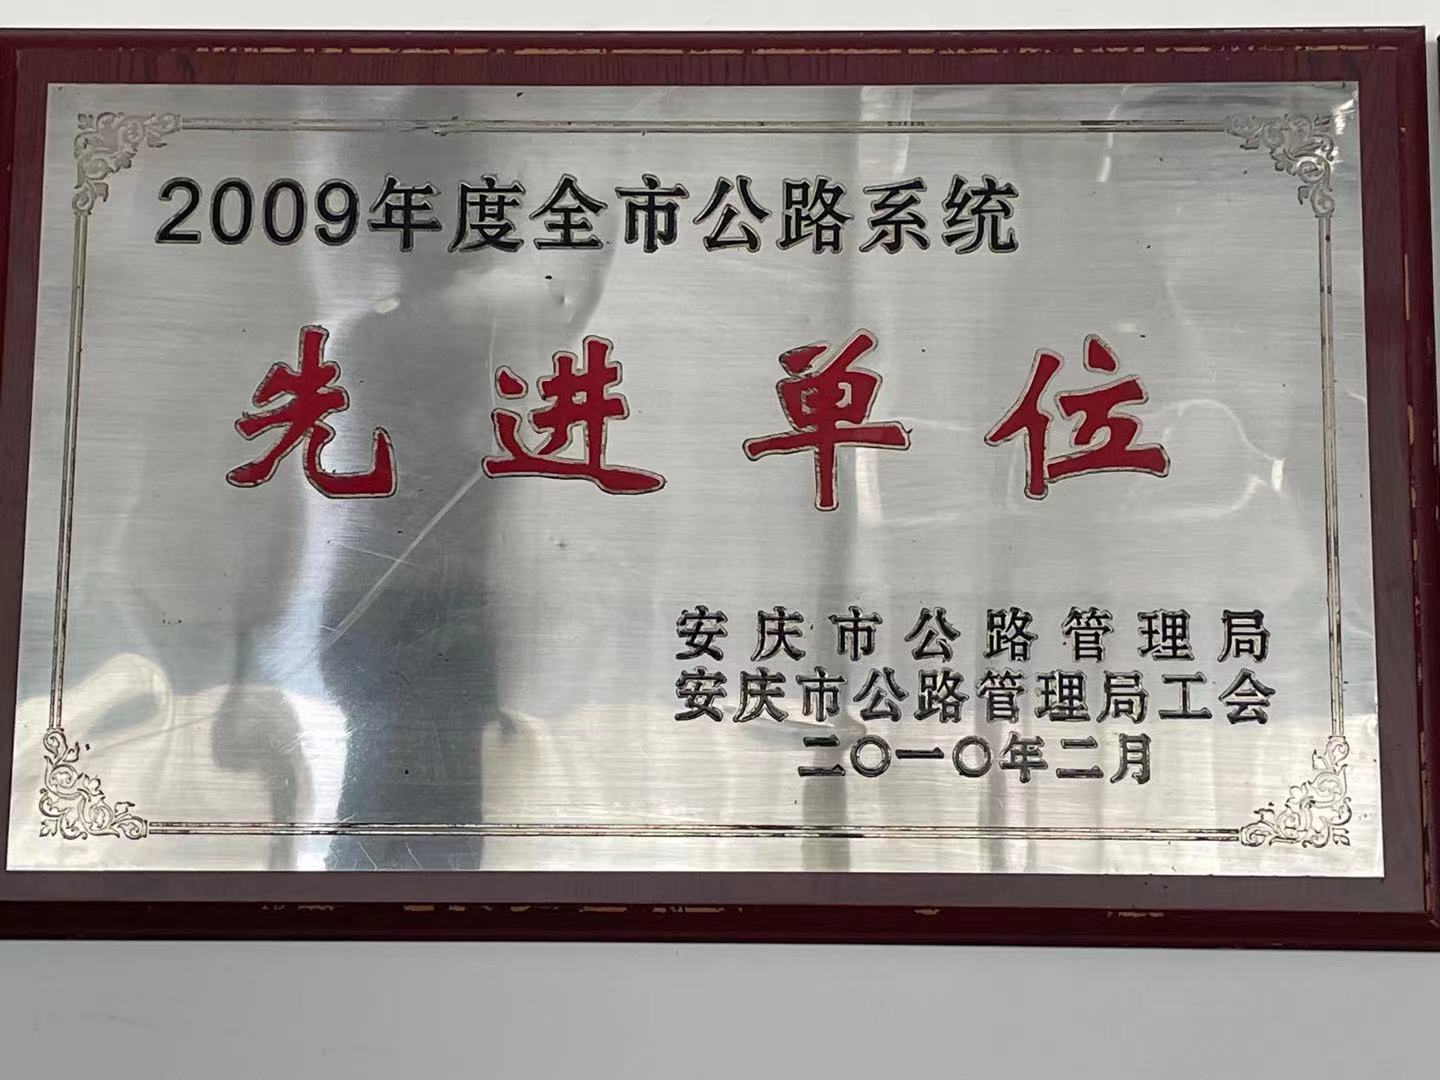 2009年度全市公路系统
先进单位
安庆市公路管理局
安庆市公路管理局工会
二〇一〇年二月